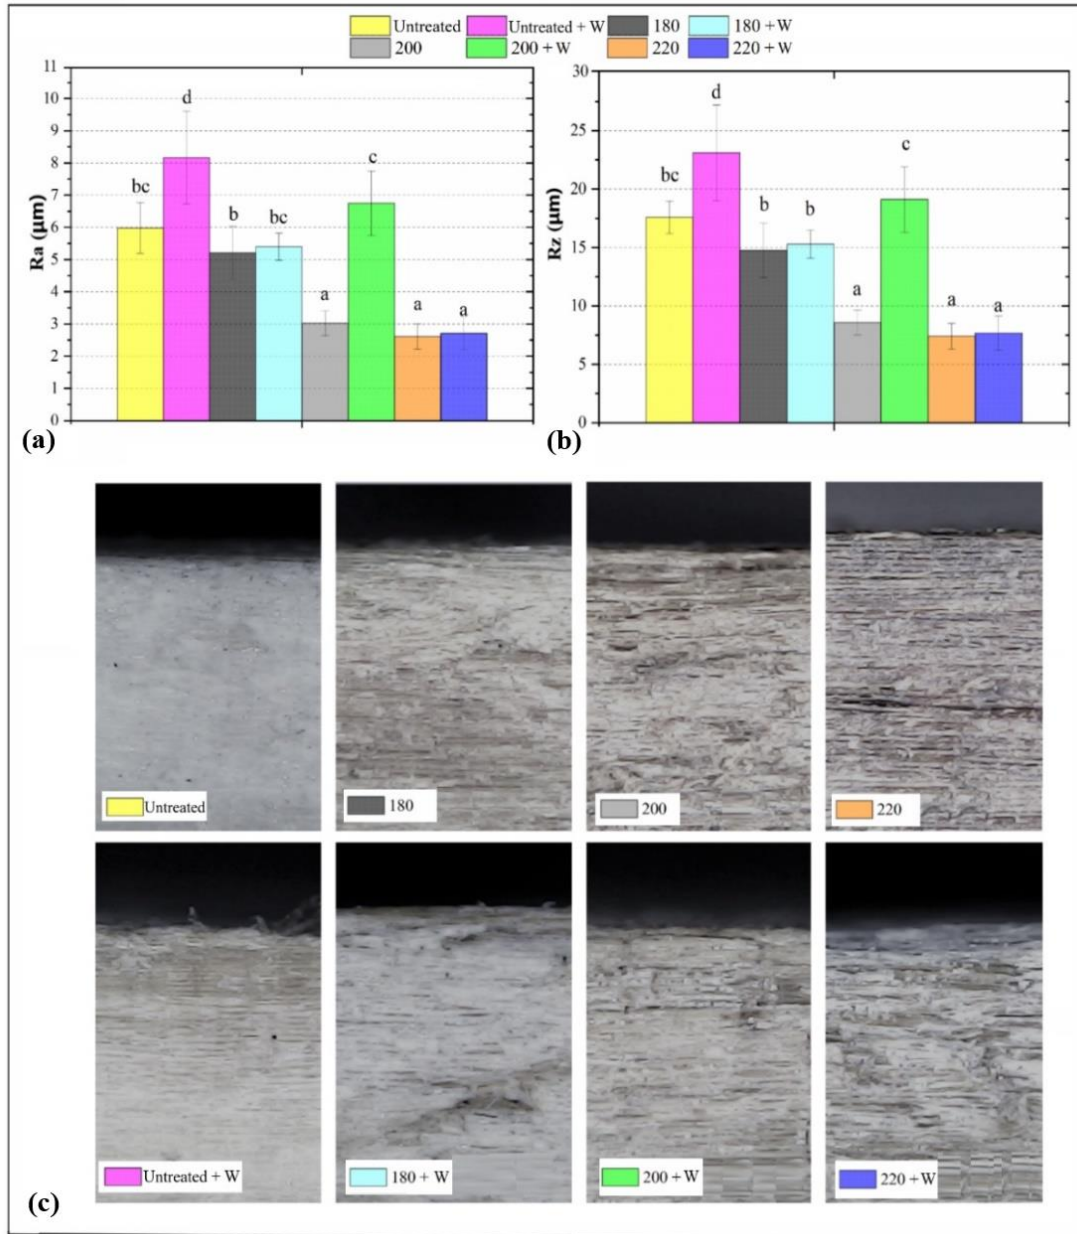 Untreated Untreated + W 180 180 + W
200 200 + W 220 220 + W
11
10
9
8
7
6
5
4
3
2
1
0
Ra (µm)
bc
d
b
bc
a
c
a
a
(a)
30
25
20
15
10
5
0
Rz (µm)
bc
d
b
b
a
c
a
a
(b)
Untreated
180
200
220
Untreated + W
180 + W
200 + W
220 + W
(c)